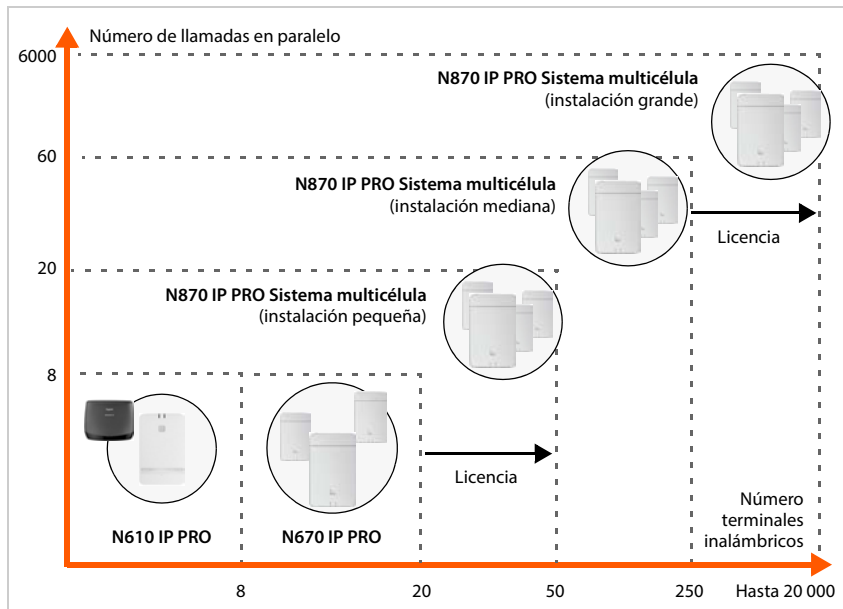 Número de llamadas en paralelo
6000
N870 IP PRO Sistema multicélula
(instalación grande)
60
N870 IP PRO Sistema multicélula
(instalación mediana)
Licencia
20
N870 IP PRO Sistema multicélula
(instalación pequeña)
8
Licencia
N610 IP PRO
N670 IP PRO
Número
terminales
inalámbricos
8
20
50
250
Hasta 20 000